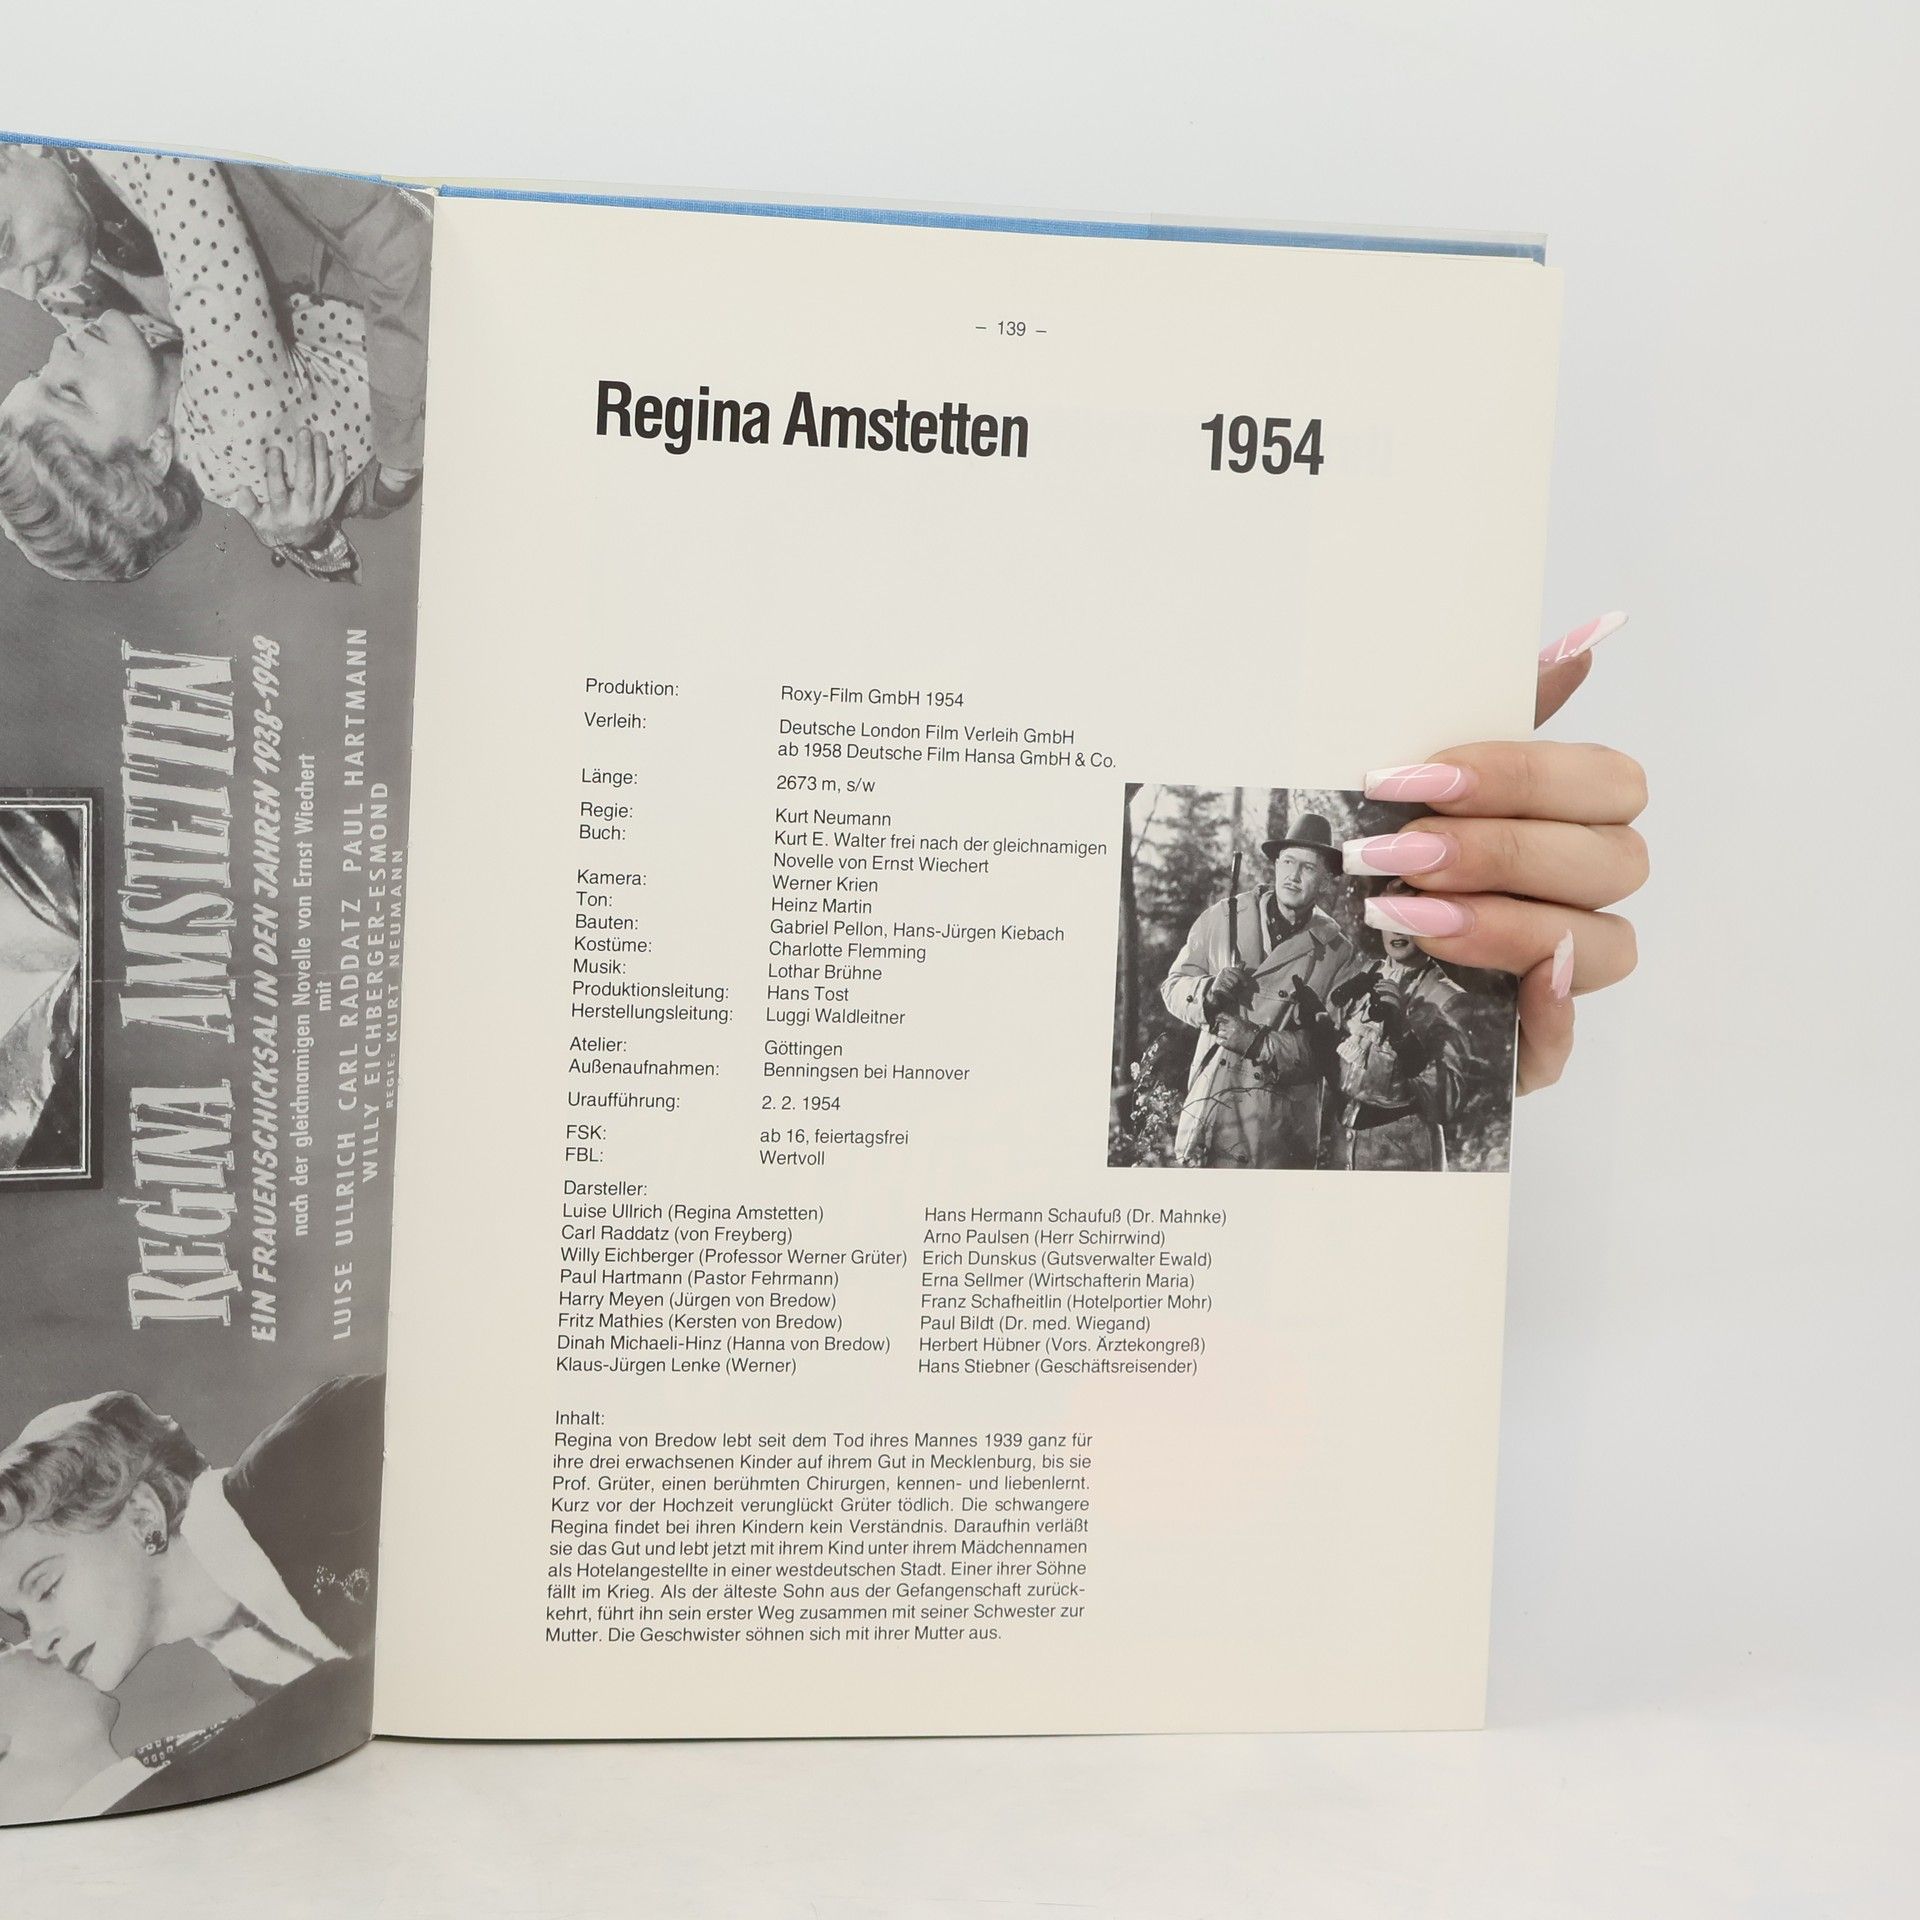 REGINA AMSTETTEN
EIN FRAUENSCHICKSAL IN DEN JAHREN 1938-1948
nach der gleichnamigen Novelle von Ernst Wiechert
mit
LUISE ULLRICH CARL RADDATZ PAUL HARTMANN
WILLY EICHBERGER-ESMOND
REGIE: KURT NEUMANN
– 139 –
Regina Amstetten 1954
Produktion: Roxy-Film GmbH 1954
Verleih: Deutsche London Film Verleih GmbH
ab 1958 Deutsche Film Hansa GmbH & Co.
Länge: 2673 m, s/w
Regie: Kurt Neumann
Buch: Kurt E. Walter frei nach der gleichnamigen
Novelle von Ernst Wiechert
Kamera: Werner Krien
Ton: Heinz Martin
Bauten: Gabriel Pellon, Hans-Jürgen Kiebach
Kostüme: Charlotte Flemming
Musik: Lothar Brühne
Produktionsleitung: Hans Tost
Herstellungsleitung: Luggi Waldleitner
Atelier: Göttingen
Außenaufnahmen: Benningsen bei Hannover
Uraufführung: 2. 2. 1954
FSK: ab 16, feiertagsfrei
FBL: Wertvoll
Darsteller:
Luise Ullrich (Regina Amstetten)
Carl Raddatz (von Freyberg)
Willy Eichberger (Professor Werner Grüter)
Paul Hartmann (Pastor Fehrmann)
Harry Meyen (Jürgen von Bredow)
Fritz Mathies (Kersten von Bredow)
Dinah Michaeli-Hinz (Hanna von Bredow)
Klaus-Jürgen Lenke (Werner)
Hans Hermann Schaufuß (Dr. Mahnke)
Arno Paulsen (Herr Schirrwind)
Erich Dunskus (Gutsverwalter Ewald)
Erna Sellmer (Wirtschafterin Maria)
Franz Schafheitlin (Hotelportier Mohr)
Paul Bildt (Dr. med. Wiegand)
Herbert Hübner (Vors. Ärztekongreß)
Hans Stiebner (Geschäftsreisender)
Inhalt:
Regina von Bredow lebt seit dem Tod ihres Mannes 1939 ganz für
ihre drei erwachsenen Kinder auf ihrem Gut in Mecklenburg, bis sie
Prof. Grüter, einen berühmten Chirurgen, kennen- und liebenlernt.
Kurz vor der Hochzeit verunglückt Grüter tödlich. Die schwangere
Regina findet bei ihren Kindern kein Verständnis. Daraufhin verläßt
sie das Gut und lebt jetzt mit ihrem Kind unter ihrem Mädchennamen
als Hotelangestellte in einer westdeutschen Stadt. Einer ihrer Söhne
fällt im Krieg. Als der älteste Sohn aus der Gefangenschaft zurück-
kehrt, führt ihn sein erster Weg zusammen mit seiner Schwester zur
Mutter. Die Geschwister söhnen sich mit ihrer Mutter aus.